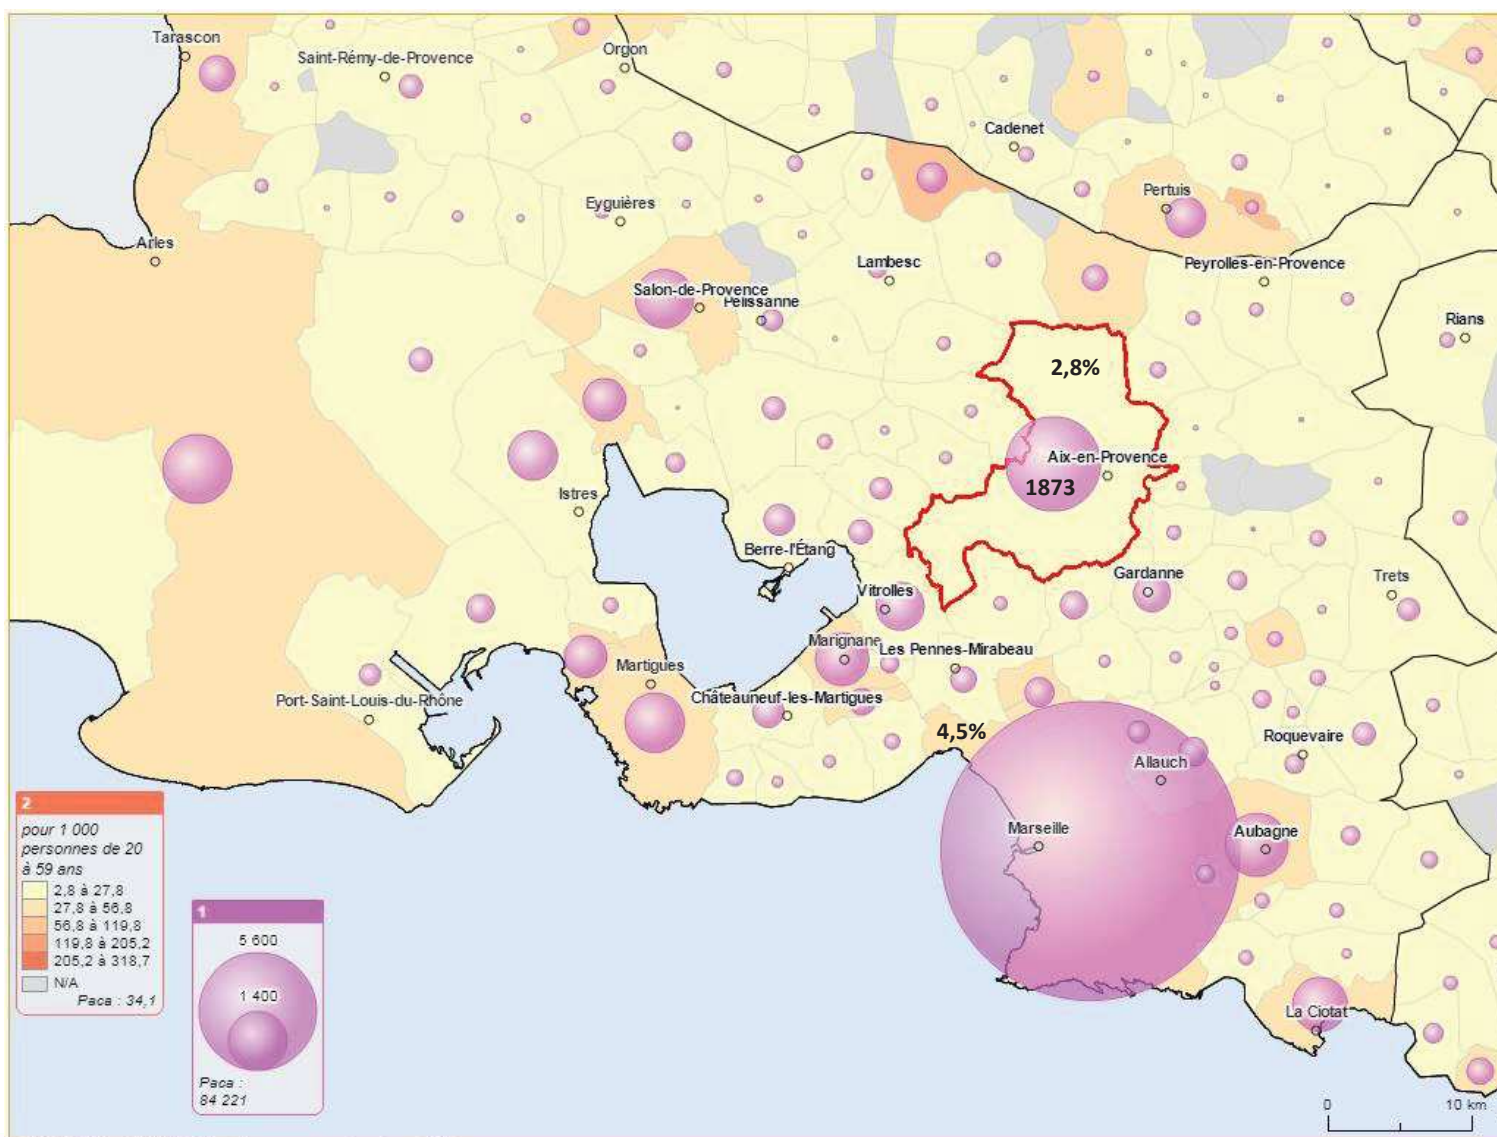 Tarascon
Saint-Rémy-de-Provence
Orgon
Cadenet
Pertuis
Eyguières
Arles
Lambesc
Peyrolles-en-Provence
Salon-de-Provence
Pélissanne
Rians
2,8%
Aix-en-Provence
1873
Istres
Berre-l'Étang
Gardanne
Trets
Vitrolles
Marignane
Les Pennes-Mirabeau
Martigues
Châteauneuf-les-Martigues
Port-Saint-Louis-du-Rhône
4,5%
Roquevaire
Allauch
Marseille
Aubagne
La Ciotat
2
pour 1 000
personnes de 20
à 59 ans
2,8 à 27,8
27,8 à 56,8
56,8 à 119,8
119,8 à 205,2
205,2 à 318,7
N/A
Paca : 34,1
1
5 600
1 400
Paca :
84 221
0 10 km